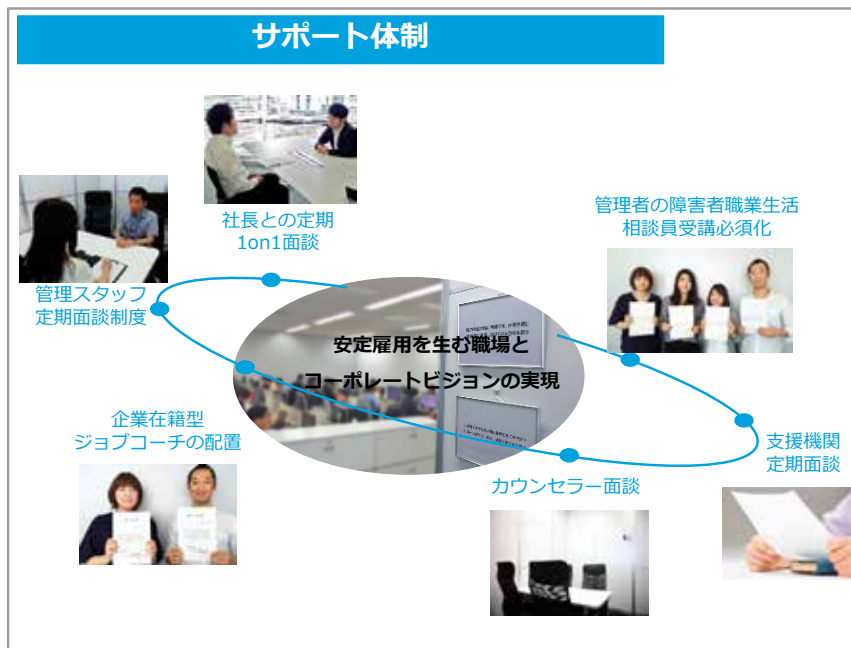 サポート体制
社長との定期
1on1面談
管理者の障害者職業生活
相談員受講必須化
管理スタッフ
定期面談制度
安定雇用を生む職場と
コーポレートビジョンの実現
企業在籍型
ジョブコーチの配置
支援機関
定期面談
カウンセラー面談